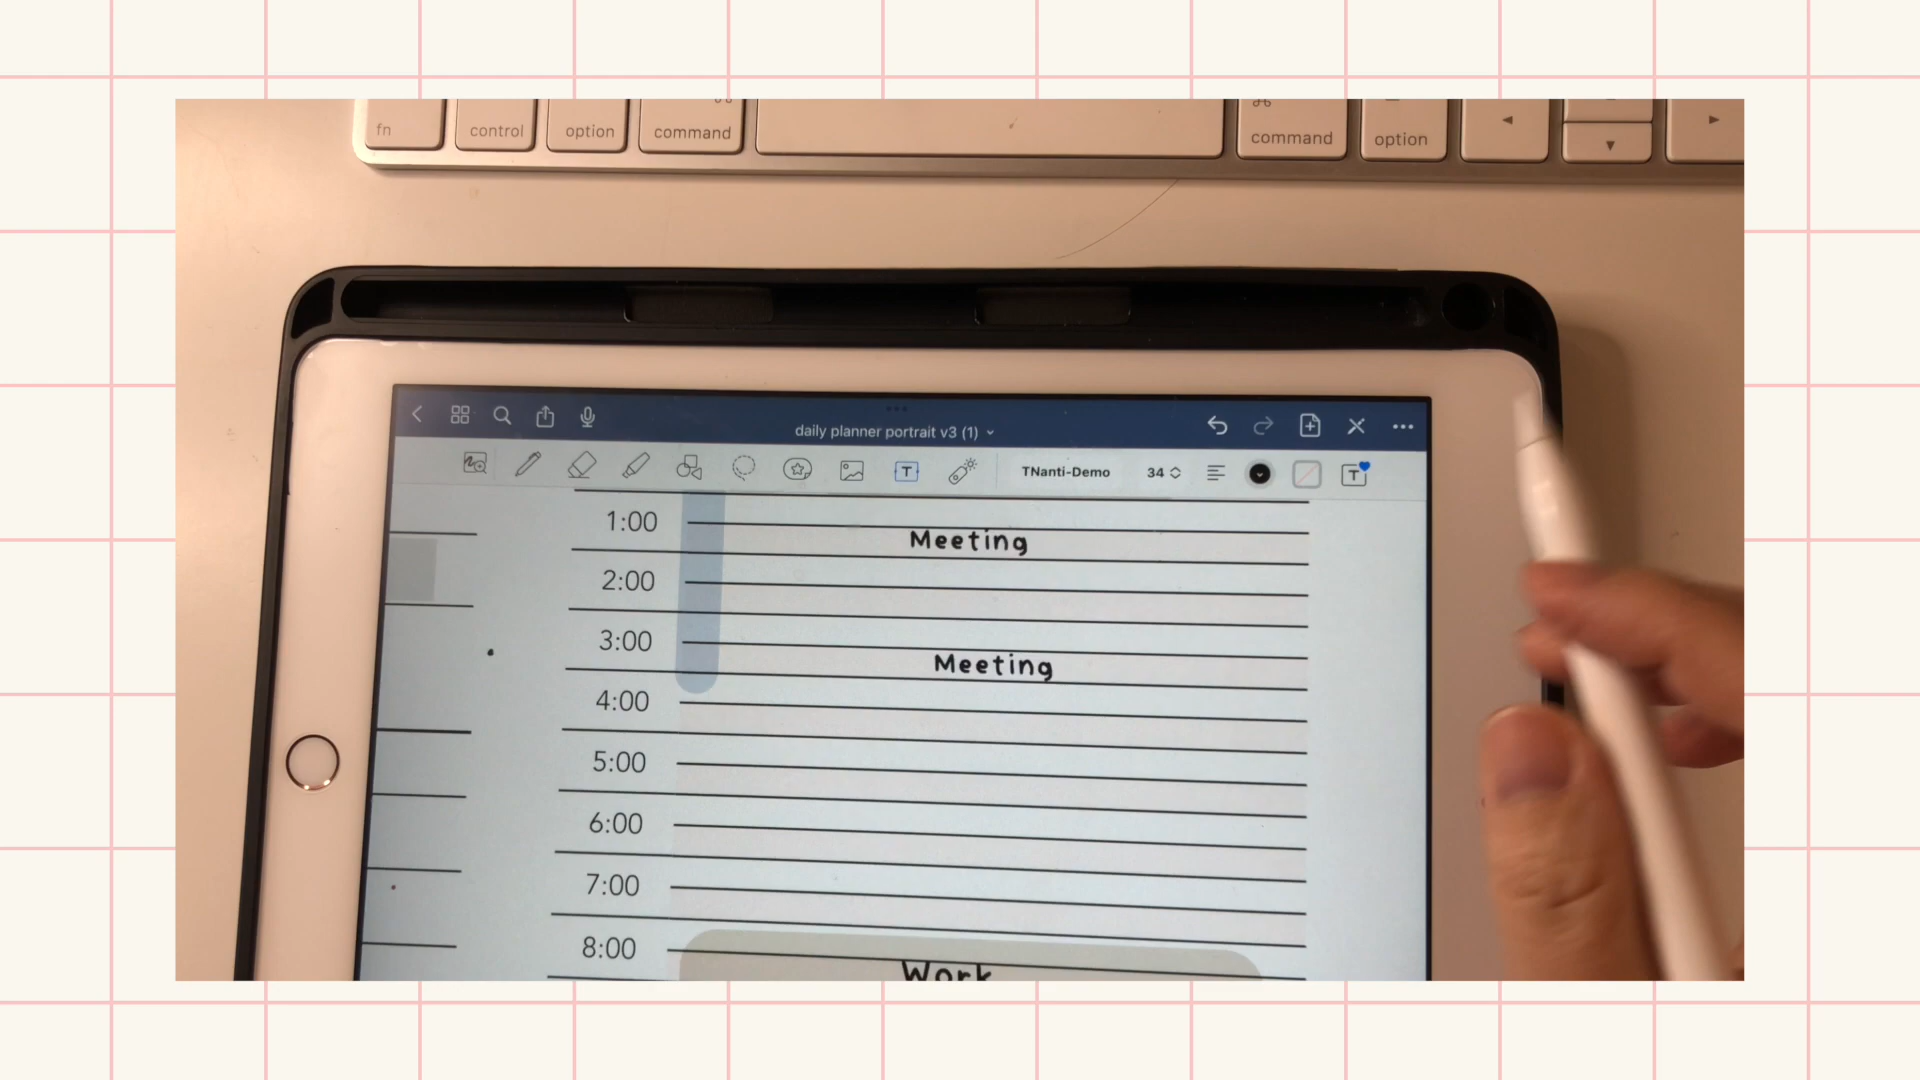 fn control option command command option
daily planner portrait v3 (1)
T TNanti-Demo 34 T
1:00
Meeting
2:00
3:00
Meeting
4:00
5:00
6:00
7:00
8:00
Work